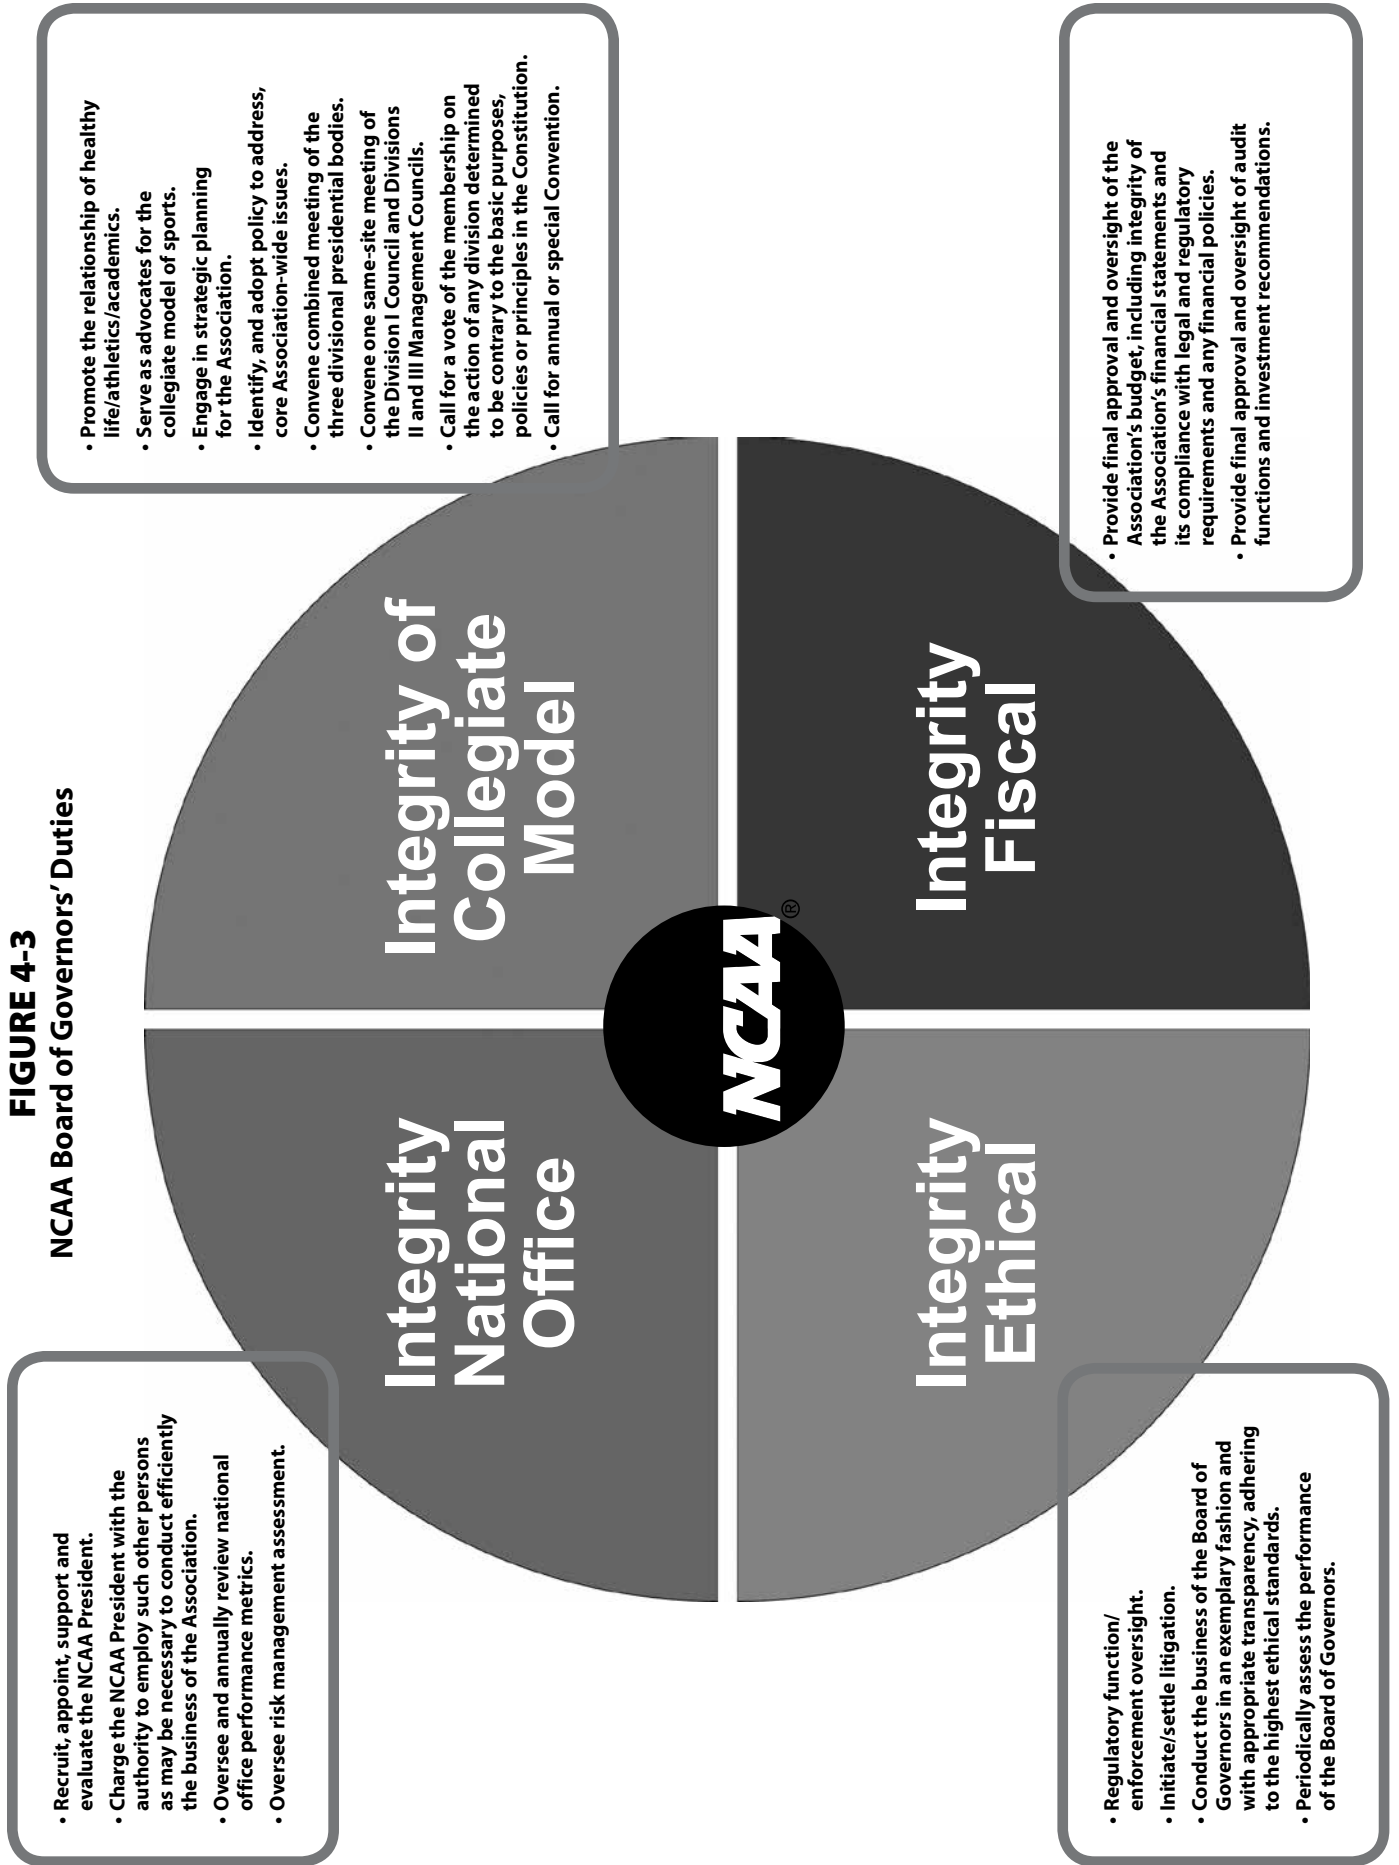 FIGURE 4-3
NCAA Board of Governors’ Duties
• Recruit, appoint, support and
evaluate the NCAA President.
• Charge the NCAA President with the
authority to employ such other persons
as may be necessary to conduct efficiently
the business of the Association.
• Oversee and annually review national
office performance metrics.
• Oversee risk management assessment.
Integrity
National
Office
Integrity of
Collegiate
Model
• Promote the relationship of healthy
life/athletics/academics.
• Serve as advocates for the
collegiate model of sports.
• Engage in strategic planning
for the Association.
• Identify, and adopt policy to address,
core Association-wide issues.
• Convene combined meeting of the
three divisional presidential bodies.
• Convene one same-site meeting of
the Division I Council and Divisions
II and III Management Councils.
• Call for a vote of the membership on
the action of any division determined
to be contrary to the basic purposes,
policies or principles in the Constitution.
• Call for annual or special Convention.
NCAA®
• Regulatory function/
enforcement oversight.
• Initiate/settle litigation.
• Conduct the business of the Board of
Governors in an exemplary fashion and
with appropriate transparency, adhering
to the highest ethical standards.
• Periodically assess the performance
of the Board of Governors.
Integrity
Ethical
Integrity
Fiscal
• Provide final approval and oversight of the
Association’s budget, including integrity of
the Association’s financial statements and
its compliance with legal and regulatory
requirements and any financial policies.
• Provide final approval and oversight of audit
functions and investment recommendations.